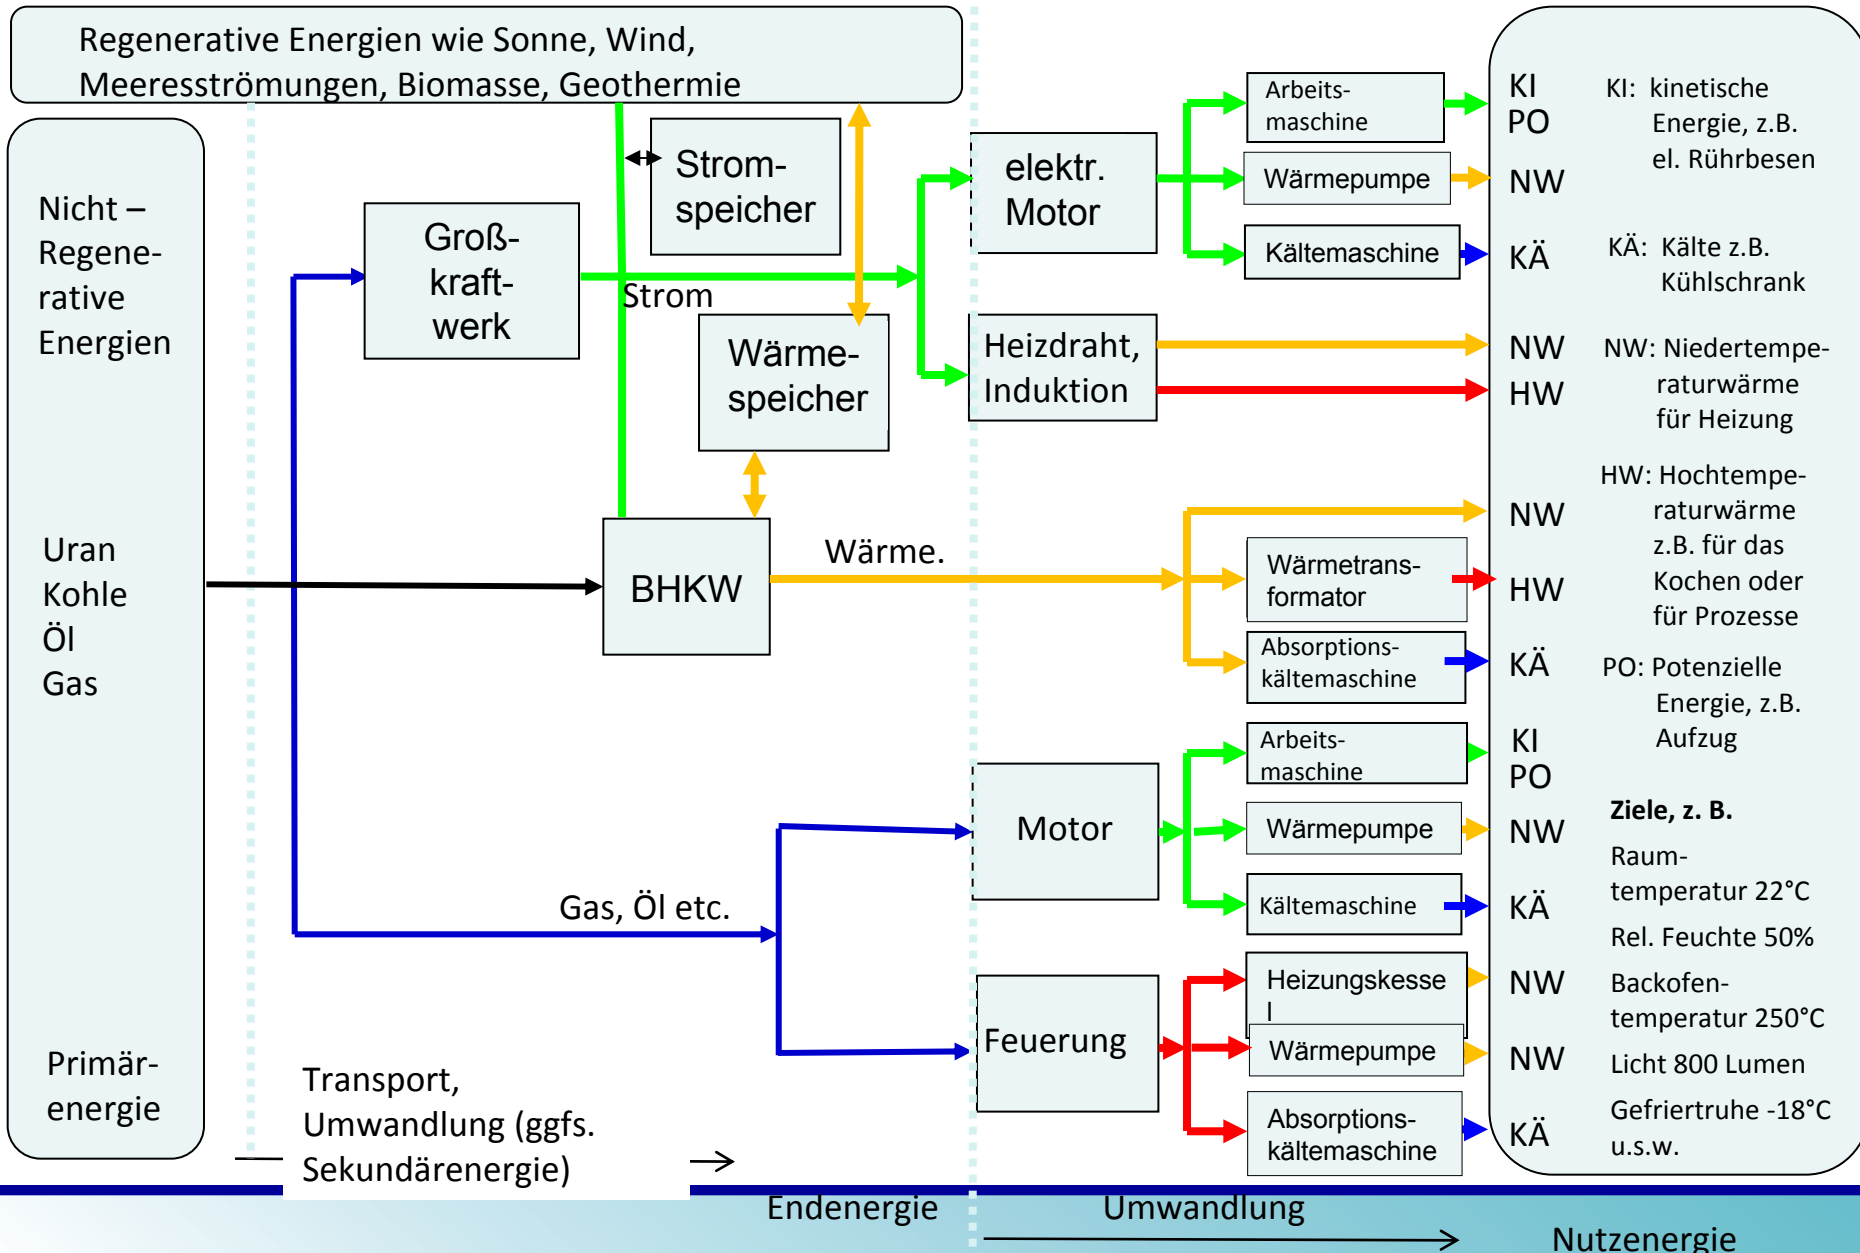 Regenerative Energien wie Sonne, Wind,
Meeresströmungen, Biomasse, Geothermie
Nicht –
Regene-
rative
Energien
Uran
Kohle
Öl
Gas
Primär-
energie
Groß-
kraft-
werk
Strom-
speicher
Strom
Wärme-
speicher
BHKW
Wärme.
Gas, Öl etc.
Transport,
Umwandlung (ggfs.
Sekundärenergie)
elektr.
Motor
Heizdraht,
Induktion
Motor
Feuerung
Arbeits-
maschine
Wärmepumpe
Kältemaschine
Wärmetrans-
formator
Absorptions-
kältemaschine
Arbeits-
maschine
Wärmepumpe
Kältemaschine
Heizungskesse
l
Wärmepumpe
Absorptions-
kältemaschine
KI
PO
NW
KÄ
NW
HW
NW
HW
KÄ
KI
PO
NW
KÄ
NW
NW
KÄ
KI: kinetische
Energie, z.B.
el. Rührbesen
KÄ: Kälte z.B.
Kühlschrank
NW: Niedertempe-
raturwärme
für Heizung
HW: Hochtempe-
raturwärme
z.B. für das
Kochen oder
für Prozesse
PO: Potenzielle
Energie, z.B.
Aufzug
Ziele, z. B.
Raum-
temperatur 22°C
Rel. Feuchte 50%
Backofen-
temperatur 250°C
Licht 800 Lumen
Gefriertruhe -18°C
u.s.w.
Endenergie
Umwandlung
Nutzenergie